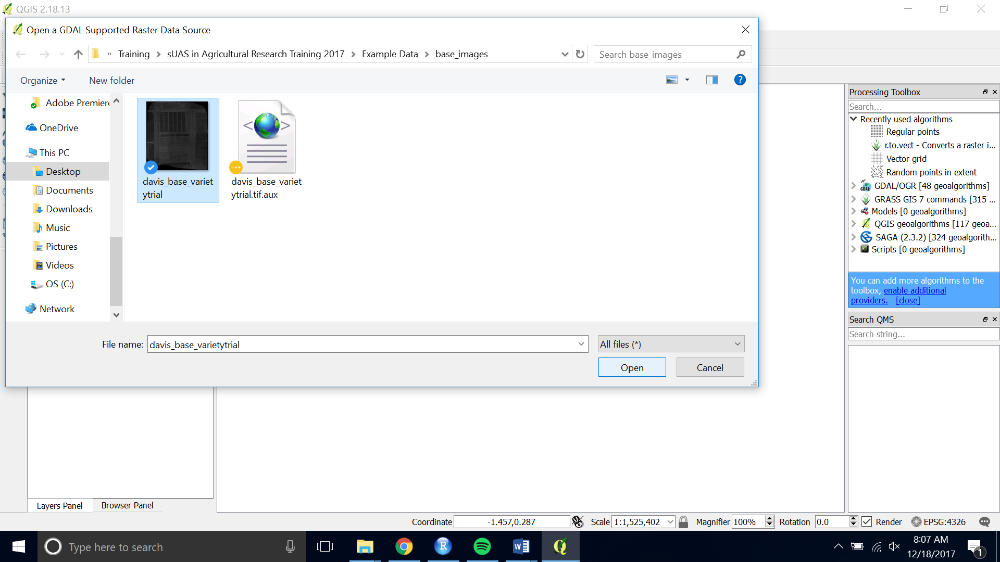 QGIS 2.18.13
Open a GDAL Supported Raster Data Source
« Training > sUAS in Agricultural Research Training 2017 > Example Data > base_images
Search base_images
Organize
New folder
Adobe Premiere
OneDrive
This PC
Desktop
Documents
Downloads
Music
Pictures
Videos
OS (C:)
Network
davis_base_variet
ytrial
davis_base_variet
ytrial.tif.aux
File name: davis_base_varietytrial
All files (*)
Open
Cancel
Processing Toolbox
Search...
Recently used algorithms
Regular points
r.to.vect - Converts a raster i...
Vector grid
Random points in extent
GDAL/OGR [48 geoalgorithms]
GRASS GIS 7 commands [315 ...
Models [0 geoalgorithms]
QGIS geoalgorithms [117 geoa...
SAGA (2.3.2) [324 geoalgorith...
Scripts [0 geoalgorithms]
You can add more algorithms to the
toolbox, enable additional
providers. [close]
Search QMS
Search string...
Layers Panel
Browser Panel
Coordinate -1.457,0.287
Scale 1:1,525,402
Magnifier 100%
Rotation 0.0
Render
EPSG:4326
Type here to search
8:07 AM
12/18/2017
1